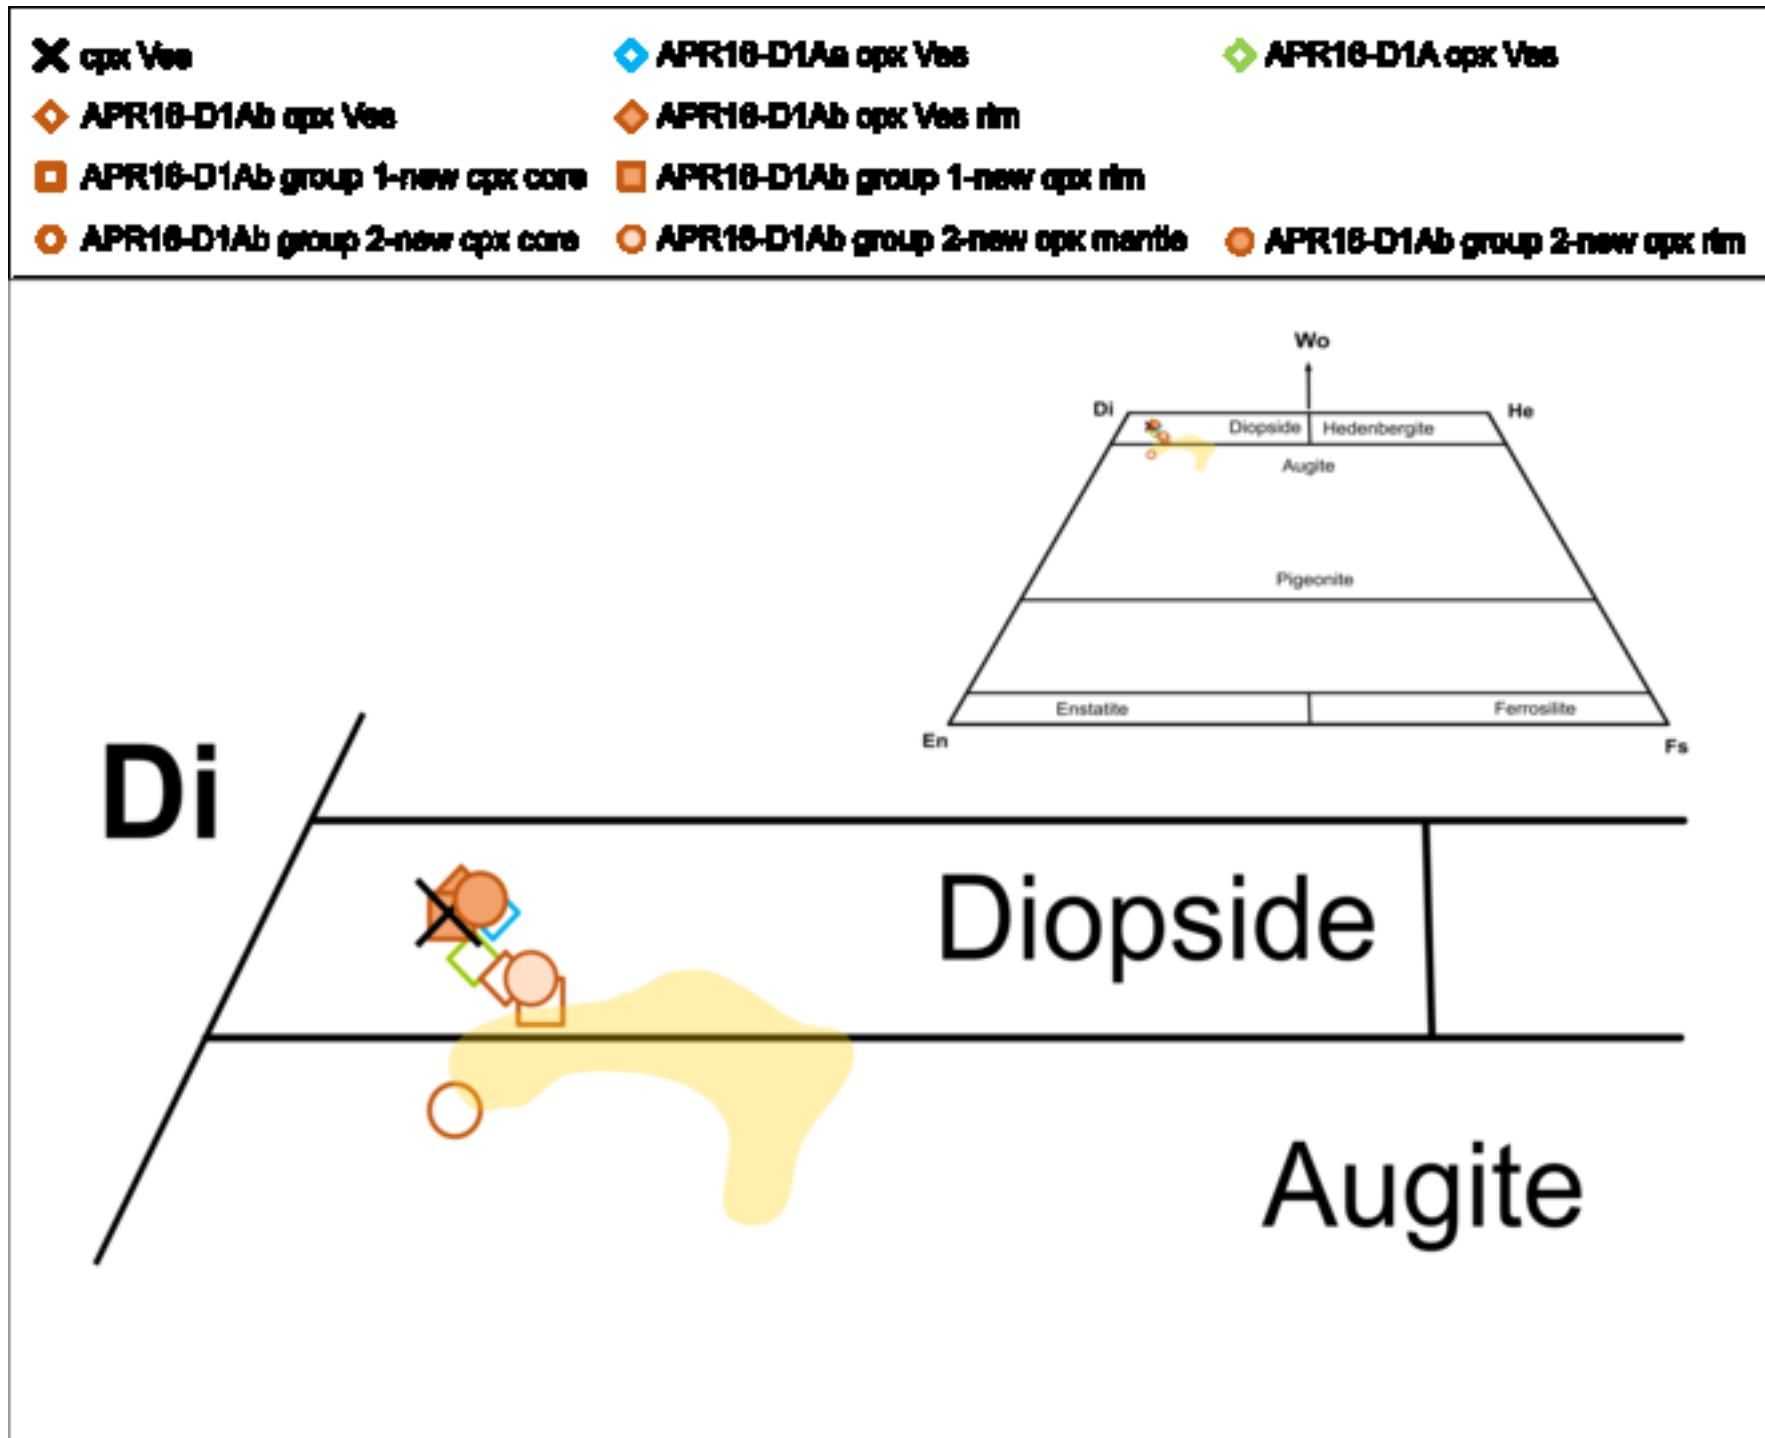 cpx Ves
APR16-D1Aa cpx Ves
APR16-D1A cpx Ves
APR16-D1Ab cpx Ves
APR16-D1Ab cpx Ves rim
APR16-D1Ab group 1-new cpx core
APR16-D1Ab group 1-new cpx rim
APR16-D1Ab group 2-new cpx core
APR16-D1Ab group 2-new cpx mantle
APR16-D1Ab group 2-new cpx rim
Wo
Di
He
Diopside
Hedenbergite
Augite
Pigeonite
Enstatite
Ferrosilite
En
Fs
Di
Diopside
Augite